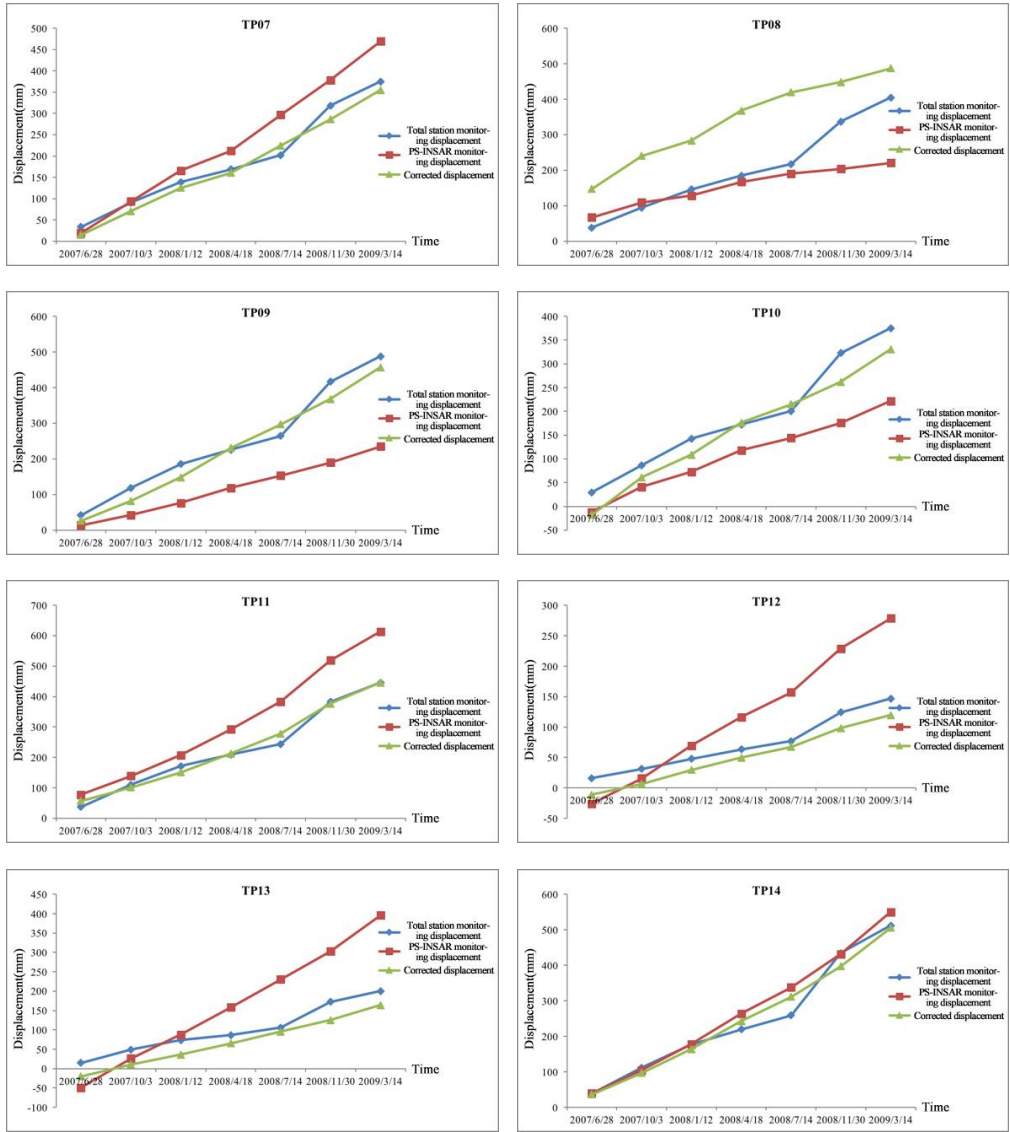 TP07
Displacement(mm)
500
450
400
350
300
250
200
150
100
50
0
2007/6/28 2007/10/3 2008/1/12 2008/4/18 2008/7/14 2008/11/30 2009/3/14
Time
Total station monitor-
ing displacement
PS-INSAR monitor-
ing displacement
Corrected displacement
TP08
Displacement(mm)
600
500
400
300
200
100
0
2007/6/28 2007/10/3 2008/1/12 2008/4/18 2008/7/14 2008/11/30 2009/3/14
Time
Total station monitor-
ing displacement
PS-INSAR monitor-
ing displacement
Corrected displacement
TP09
Displacement(mm)
600
500
400
300
200
100
0
2007/6/28 2007/10/3 2008/1/12 2008/4/18 2008/7/14 2008/11/30 2009/3/14
Time
Total station monitor-
ing displacement
PS-INSAR monitor-
ing displacement
Corrected displacement
TP10
Displacement(mm)
400
350
300
250
200
150
100
50
0
-50
2007/6/28 2007/10/3 2008/1/12 2008/4/18 2008/7/14 2008/11/30 2009/3/14
Time
Total station monitor-
ing displacement
PS-INSAR monitor-
ing displacement
Corrected displacement
TP11
Displacement(mm)
700
600
500
400
300
200
100
0
2007/6/28 2007/10/3 2008/1/12 2008/4/18 2008/7/14 2008/11/30 2009/3/14
Time
Total station monitor-
ing displacement
PS-INSAR monitor-
ing displacement
Corrected displacement
TP12
Displacement(mm)
300
250
200
150
100
50
0
-50
2007/6/28 2007/10/3 2008/1/12 2008/4/18 2008/7/14 2008/11/30 2009/3/14
Time
Total station monitor-
ing displacement
PS-INSAR monitor-
ing displacement
Corrected displacement
TP13
Displacement(mm)
450
400
350
300
250
200
150
100
50
0
-50
-100
2007/6/28 2007/10/3 2008/1/12 2008/4/18 2008/7/14 2008/11/30 2009/3/14
Time
Total station monitor-
ing displacement
PS-INSAR monitor-
ing displacement
Corrected displacement
TP14
Displacement(mm)
600
500
400
300
200
100
0
2007/6/28 2007/10/3 2008/1/12 2008/4/18 2008/7/14 2008/11/30 2009/3/14
Time
Total station monitor-
ing displacement
PS-INSAR monitor-
ing displacement
Corrected displacement